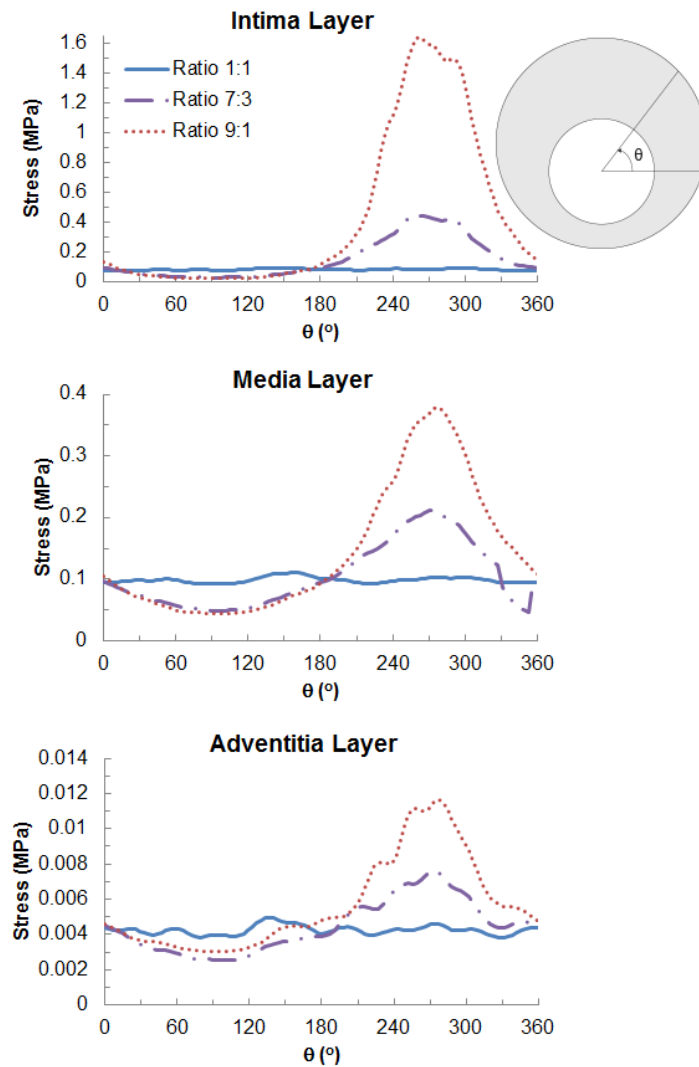 Intima Layer
Stress (MPa)
1.6
1.4
1.2
1
0.8
0.6
0.4
0.2
0
Ratio 1:1
Ratio 7:3
Ratio 9:1
θ
0 60 120 180 240 300 360
θ (º)
Media Layer
Stress (MPa)
0.4
0.3
0.2
0.1
0
0 60 120 180 240 300 360
θ (º)
Adventitia Layer
Stress (MPa)
0.014
0.012
0.01
0.008
0.006
0.004
0.002
0
0 60 120 180 240 300 360
θ (º)